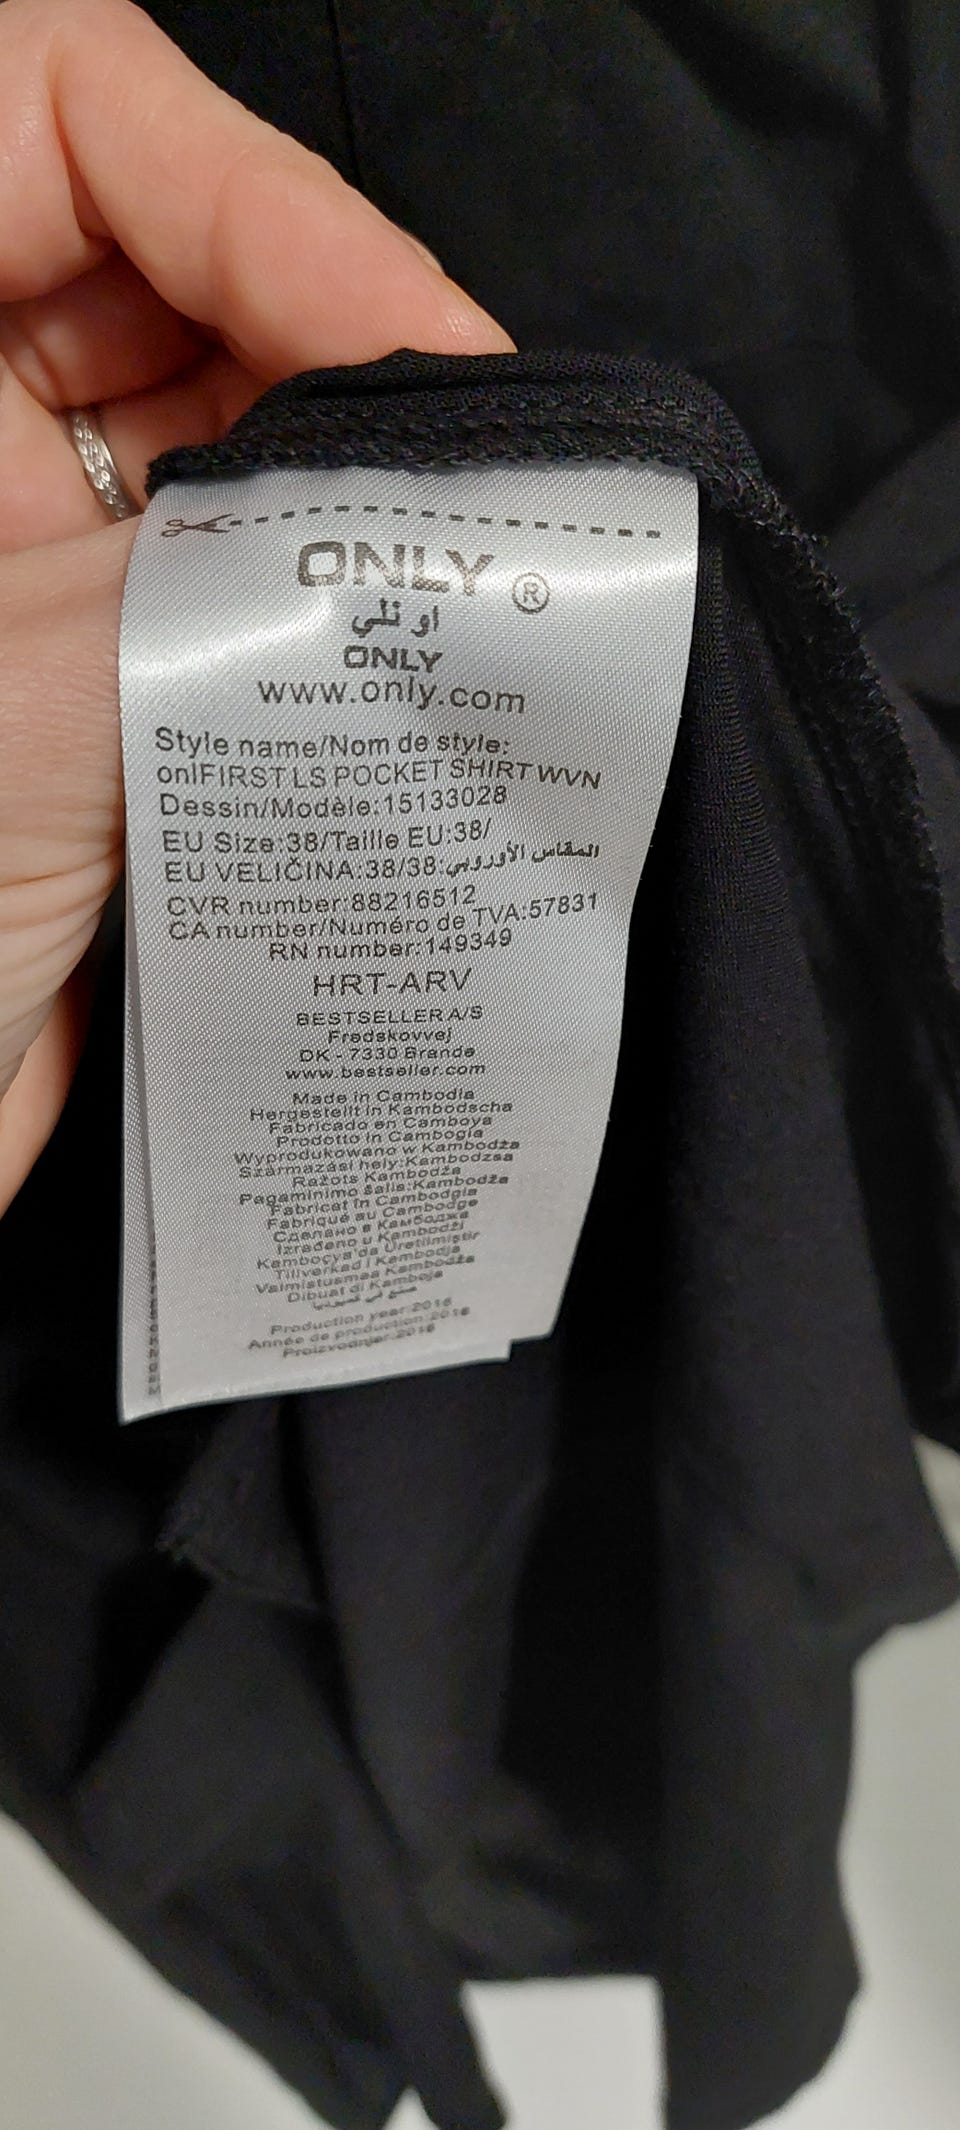 ONLY ®
او نلي
ONLY
www.only.com
Style name/Nom de style:
onlFIRST LS POCKET SHIRT WVN
Dessin/Modèle:15133028
EU Size:38/Taille EU:38/
EU VELIČINA:38/38:المقاس الأوروبي
CVR number:88216512
CA number/Numéro de TVA:57831
RN number:149349
HRT-ARV
BESTSELLER A/S
Fredskovvej
DK - 7330 Brande
www.bestseller.com
Made in Cambodia
Hergestellt in Kambodscha
Fabricado en Camboya
Prodotto in Cambogia
Wyprodukowano w Kambodża
Származási hely:Kambodzsa
Ražots Kambodža
Pagaminimo šalis:Kambodža
Fabricat în Cambodgia
Fabriqué au Cambodge
Сделано в Камбоджа
Izrađeno u Kambodži
Kamboçya'da Üretilmiştir
Tillverkad i Kambodja
Valmistusmaa Kambodža
Dibuat di Kamboja
صنع في كمبوديا
Production year:2016
Année de production:2016
Proizvodnja:2016